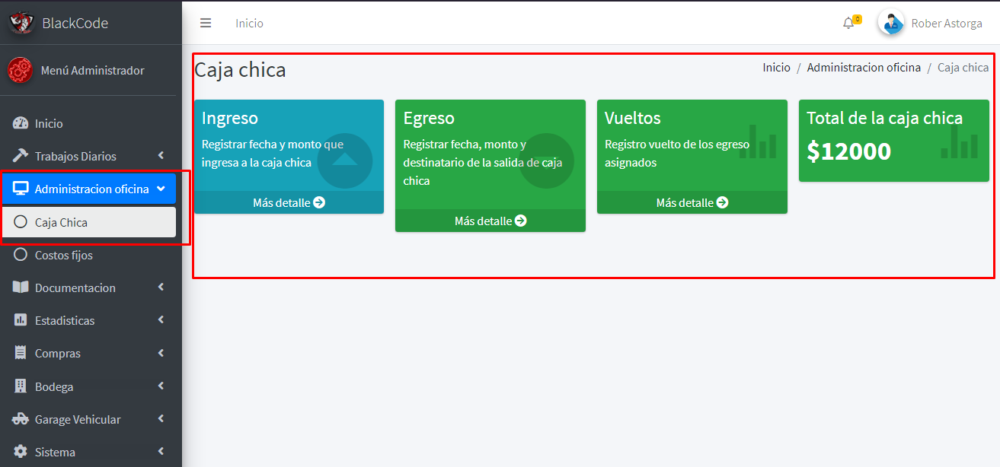 BlackCode
Inicio
0
Rober Astorga
Menú Administrador
Inicio
Trabajos Diarios
Administracion oficina
Caja Chica
Costos fijos
Documentacion
Estadisticas
Compras
Bodega
Garage Vehicular
Sistema
Caja chica
Inicio / Administracion oficina / Caja chica
Ingreso
Registrar fecha y monto que
ingresa a la caja chica
Más detalle
Egreso
Registrar fecha, monto y
destinatario de la salida de caja
chica
Más detalle
Vueltos
Registro vuelto de los egreso
asignados
Más detalle
Total de la caja chica
$12000